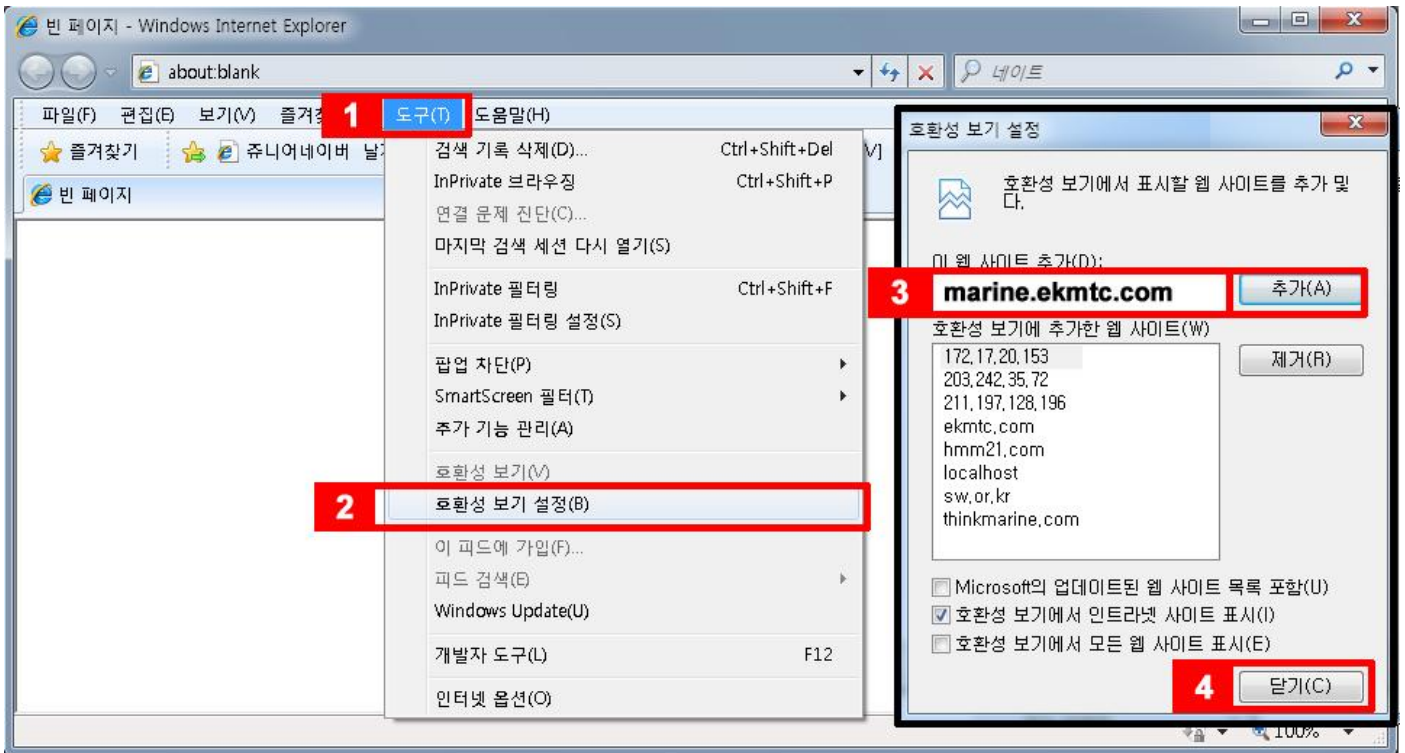 빈 페이지 - Windows Internet Explorer
about:blank
네이트
파일(F) 편집(E) 보기(V) 즐겨찾 1 도구(T) 도움말(H)
즐겨찾기 쥬니어네이버 날 V]
빈 페이지
검색 기록 삭제(D)... Ctrl+Shift+Del
InPrivate 브라우징 Ctrl+Shift+P
연결 문제 진단(C)...
마지막 검색 세션 다시 열기(S)
InPrivate 필터링 Ctrl+Shift+F
InPrivate 필터링 설정(S)
팝업 차단(P)
SmartScreen 필터(T)
추가 기능 관리(A)
호환성 보기(V)
2 호환성 보기 설정(B)
이 피드에 가입(F)...
피드 검색(E)
Windows Update(U)
개발자 도구(L) F12
인터넷 옵션(O)
호환성 보기 설정
호환성 보기에서 표시할 웹 사이트를 추가 및
다.
이 웹 사이트 추가(D):
3 marine.ekmtc.com 추가(A)
호환성 보기에 추가한 웹 사이트(W)
172,17,20,153 제거(R)
203,242,35,72
211,197,128,196
ekmtc,com
hmm21,com
localhost
sw,or,kr
thinkmarine,com
Microsoft의 업데이트된 웹 사이트 목록 포함(U)
호환성 보기에서 인트라넷 사이트 표시(I)
호환성 보기에서 모든 웹 사이트 표시(E)
4 닫기(C)
100%